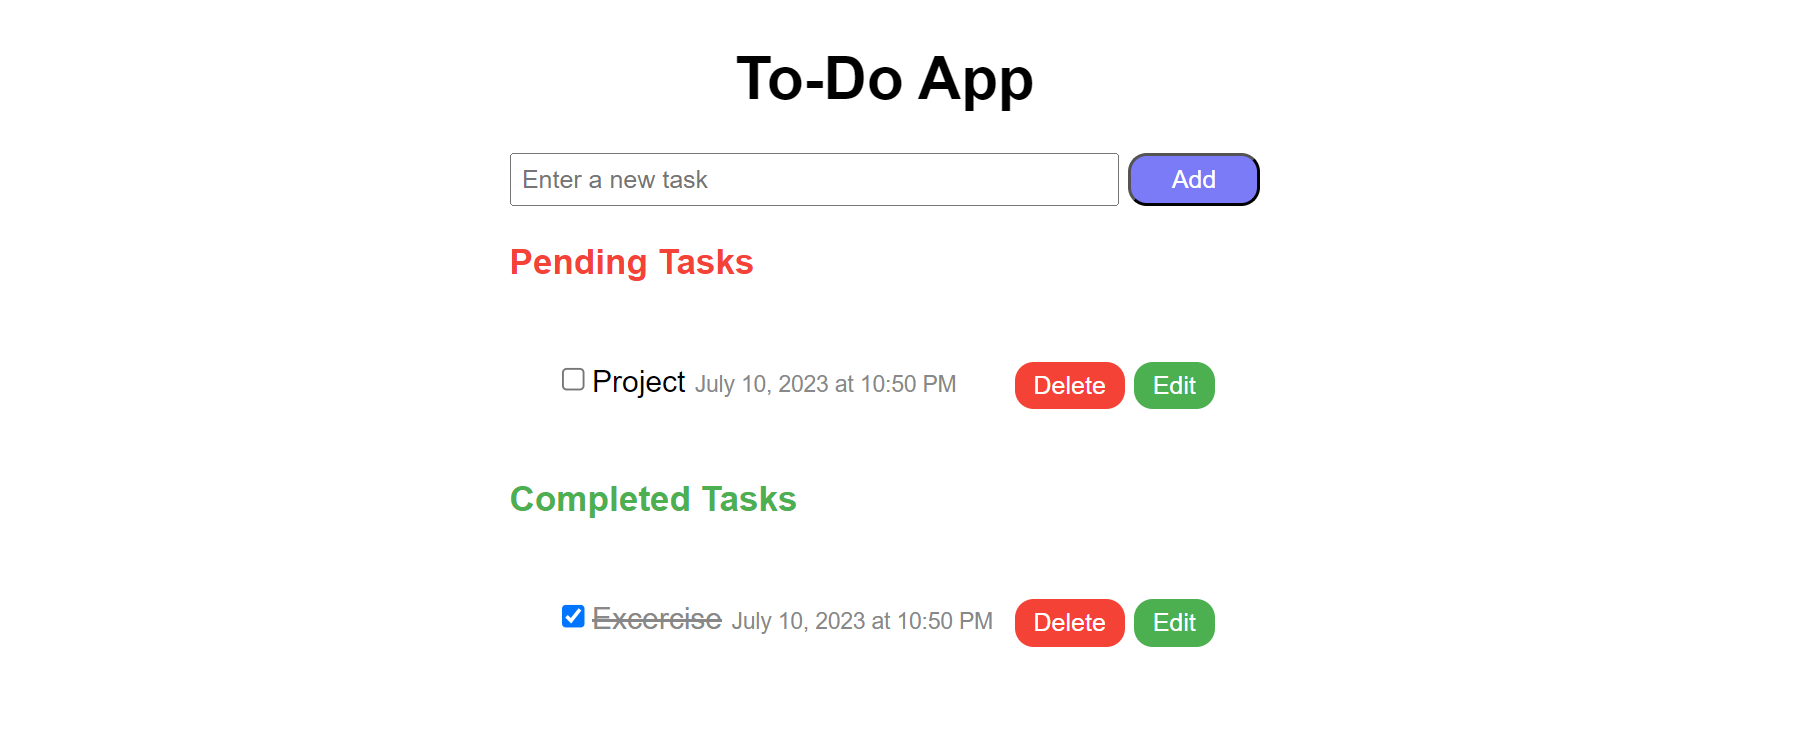 To-Do App
Enter a new task Add
Pending Tasks
Project July 10, 2023 at 10:50 PM Delete Edit
Completed Tasks
Excercise July 10, 2023 at 10:50 PM Delete Edit